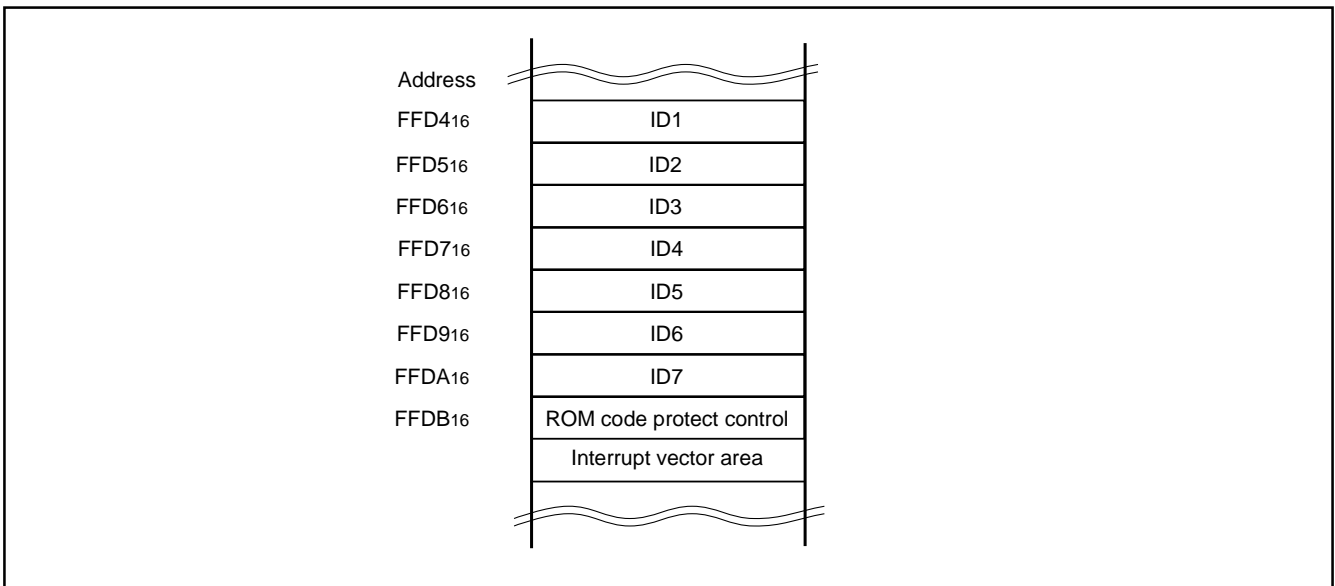 Address
FFD416 ID1
FFD516 ID2
FFD616 ID3
FFD716 ID4
FFD816 ID5
FFD916 ID6
FFDA16 ID7
FFDB16 ROM code protect control
Interrupt vector area